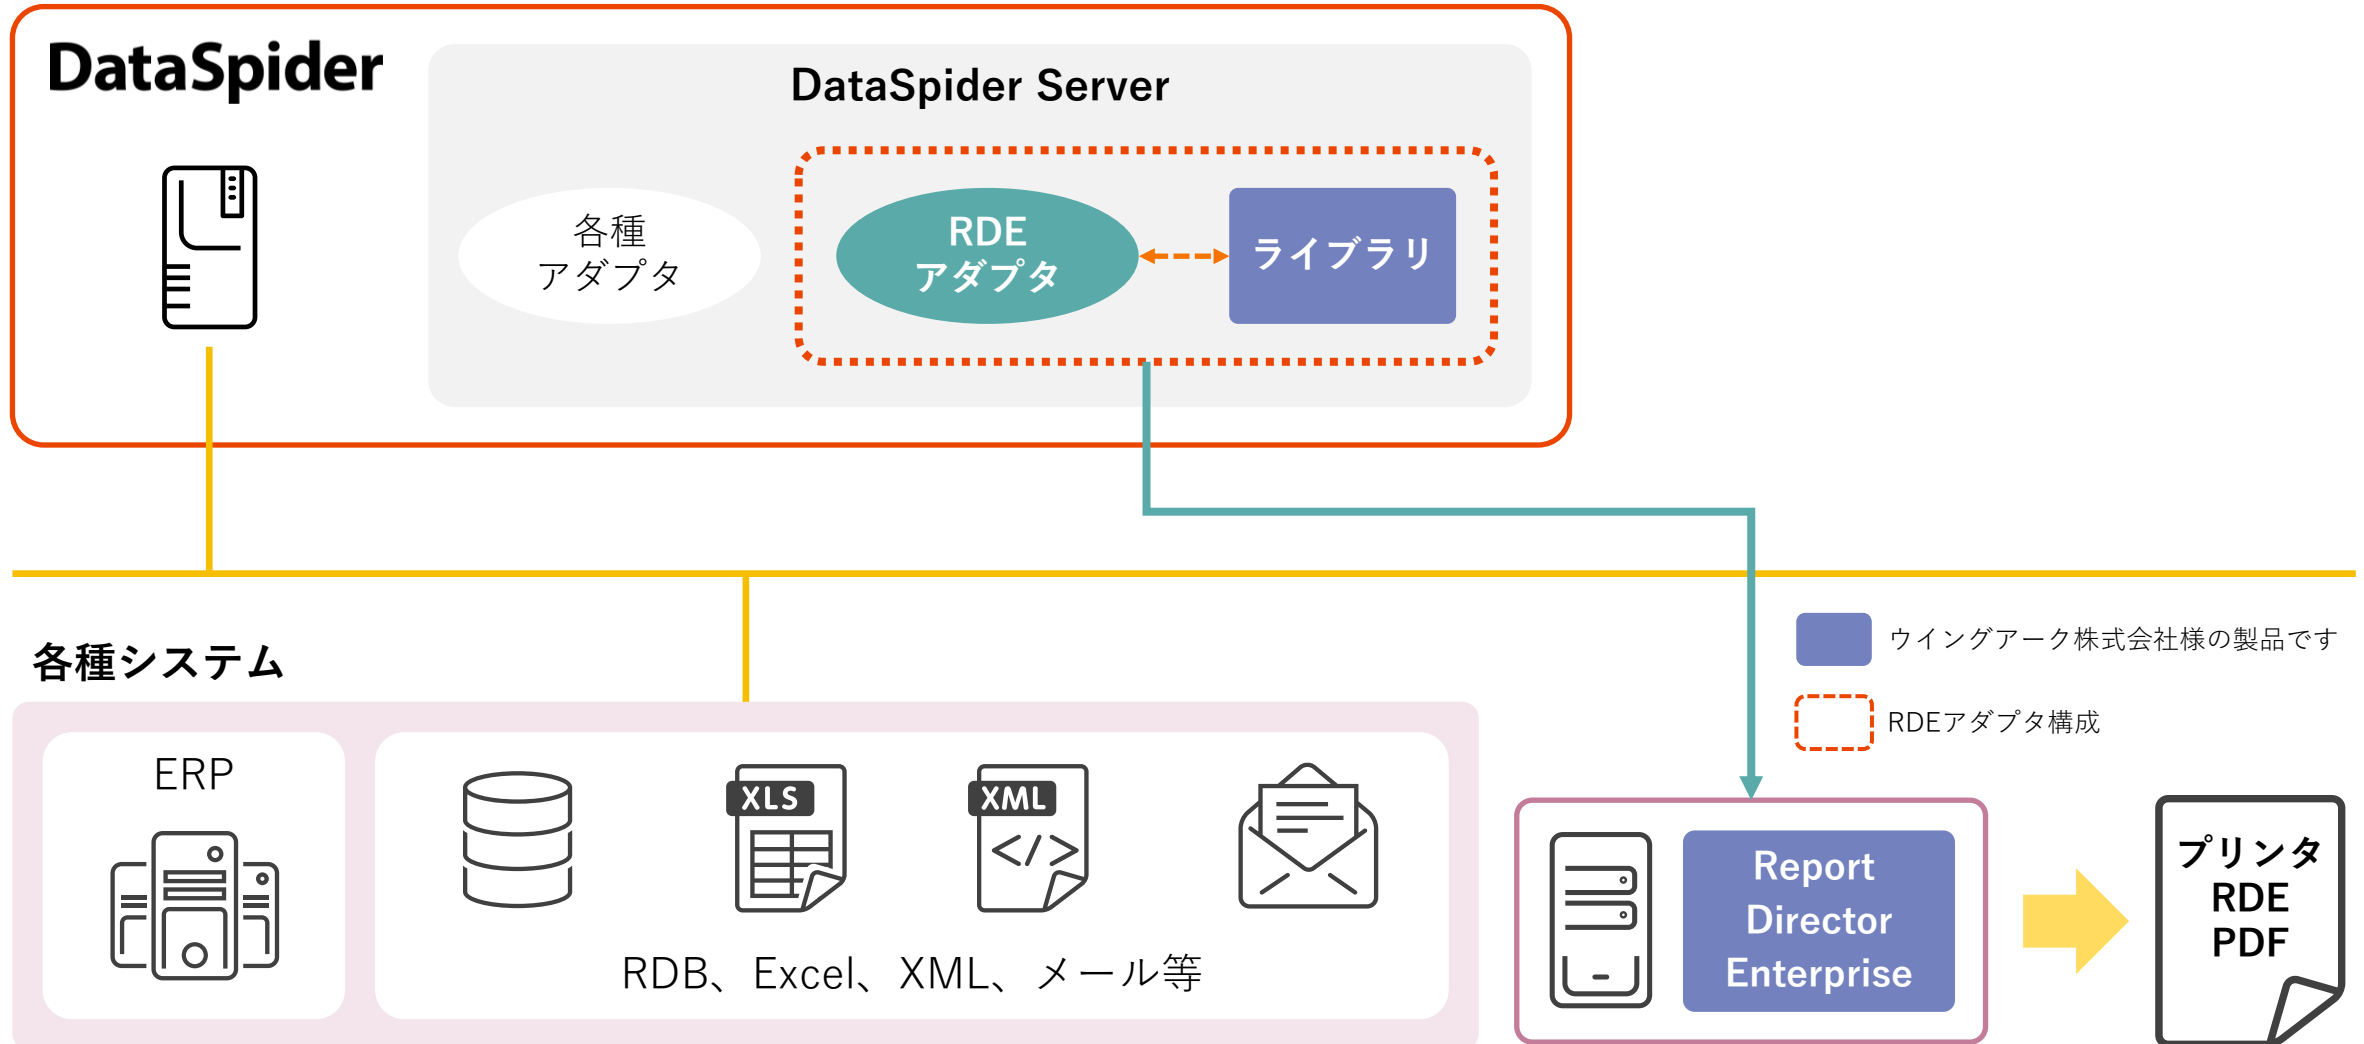 DataSpider
DataSpider Server
各種
アダプタ
RDE
アダプタ
ライブラリ
ウイングアーク株式会社様の製品です
RDEアダプタ構成
各種システム
ERP
XLS
XML
RDB、Excel、XML、メール等
Report
Director
Enterprise
プリンタ
RDE
PDF